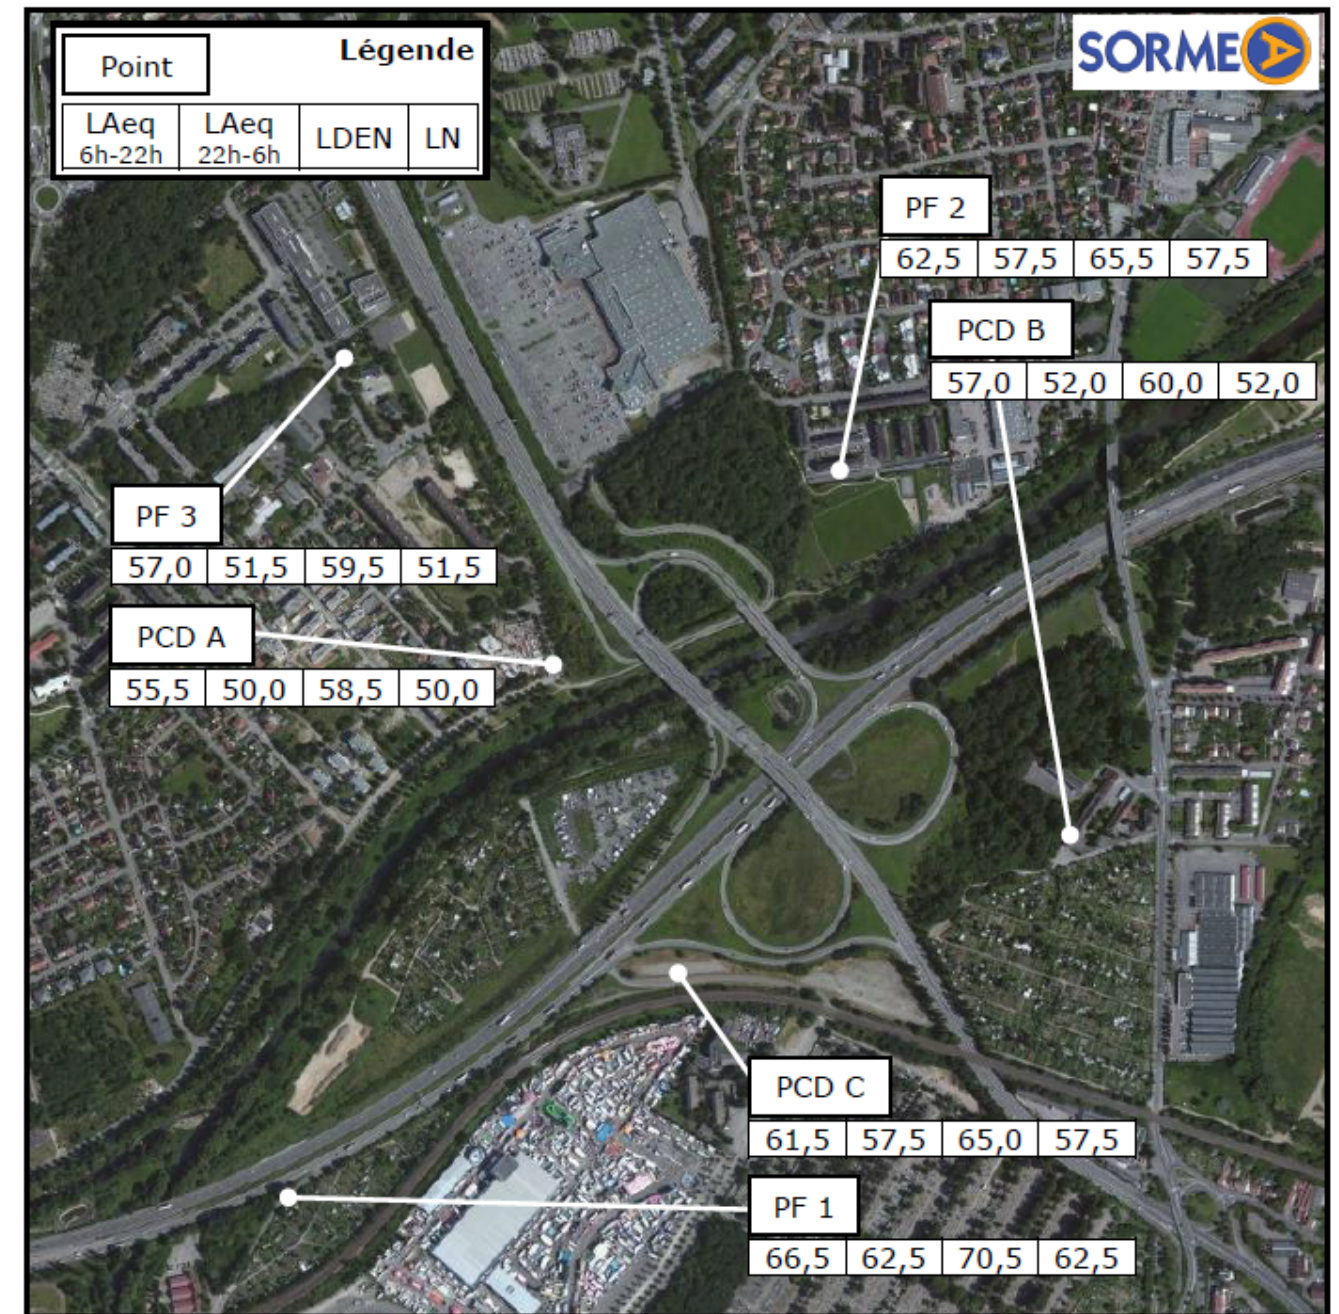 Légende
Point
LAeq 6h-22h LAeq 22h-6h LDEN LN
SORMEA
PF 2
62,5 57,5 65,5 57,5
PCD B
57,0 52,0 60,0 52,0
PF 3
57,0 51,5 59,5 51,5
PCD A
55,5 50,0 58,5 50,0
PCD C
61,5 57,5 65,0 57,5
PF 1
66,5 62,5 70,5 62,5